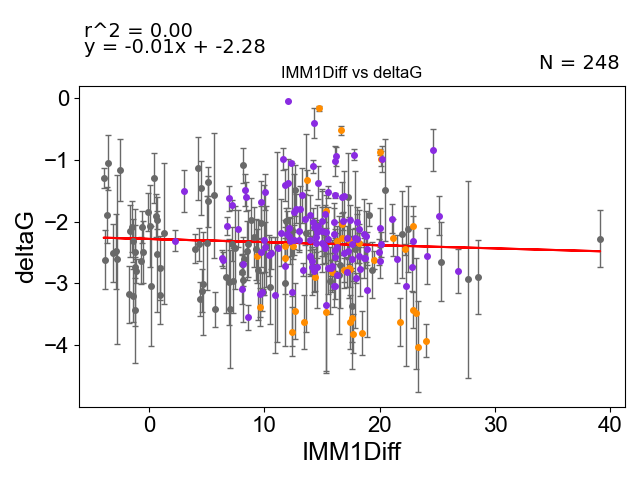 r^2 = 0.00
y = -0.01x + -2.28
N = 248
IMM1Diff vs deltaG
0
−1
−2
−3
−4
deltaG
0 10 20 30 40
IMM1Diff